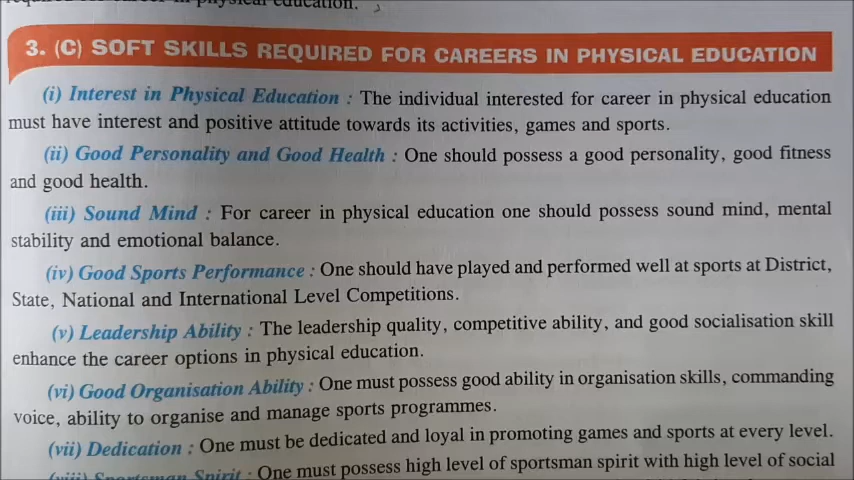 physical education.
3. (C) SOFT SKILLS REQUIRED FOR CAREERS IN PHYSICAL EDUCATION
(i) Interest in Physical Education : The individual interested for career in physical education
must have interest and positive attitude towards its activities, games and sports.
(ii) Good Personality and Good Health : One should possess a good personality, good fitness
and good health.
(iii) Sound Mind : For career in physical education one should possess sound mind, mental
stability and emotional balance.
(iv) Good Sports Performance : One should have played and performed well at sports at District,
State, National and International Level Competitions.
(v) Leadership Ability : The leadership quality, competitive ability, and good socialisation skill
enhance the career options in physical education.
(vi) Good Organisation Ability : One must possess good ability in organisation skills, commanding
voice, ability to organise and manage sports programmes.
(vii) Dedication : One must be dedicated and loyal in promoting games and sports at every level.
(viii) Sportsman Spirit : One must possess high level of sportsman spirit with high level of social